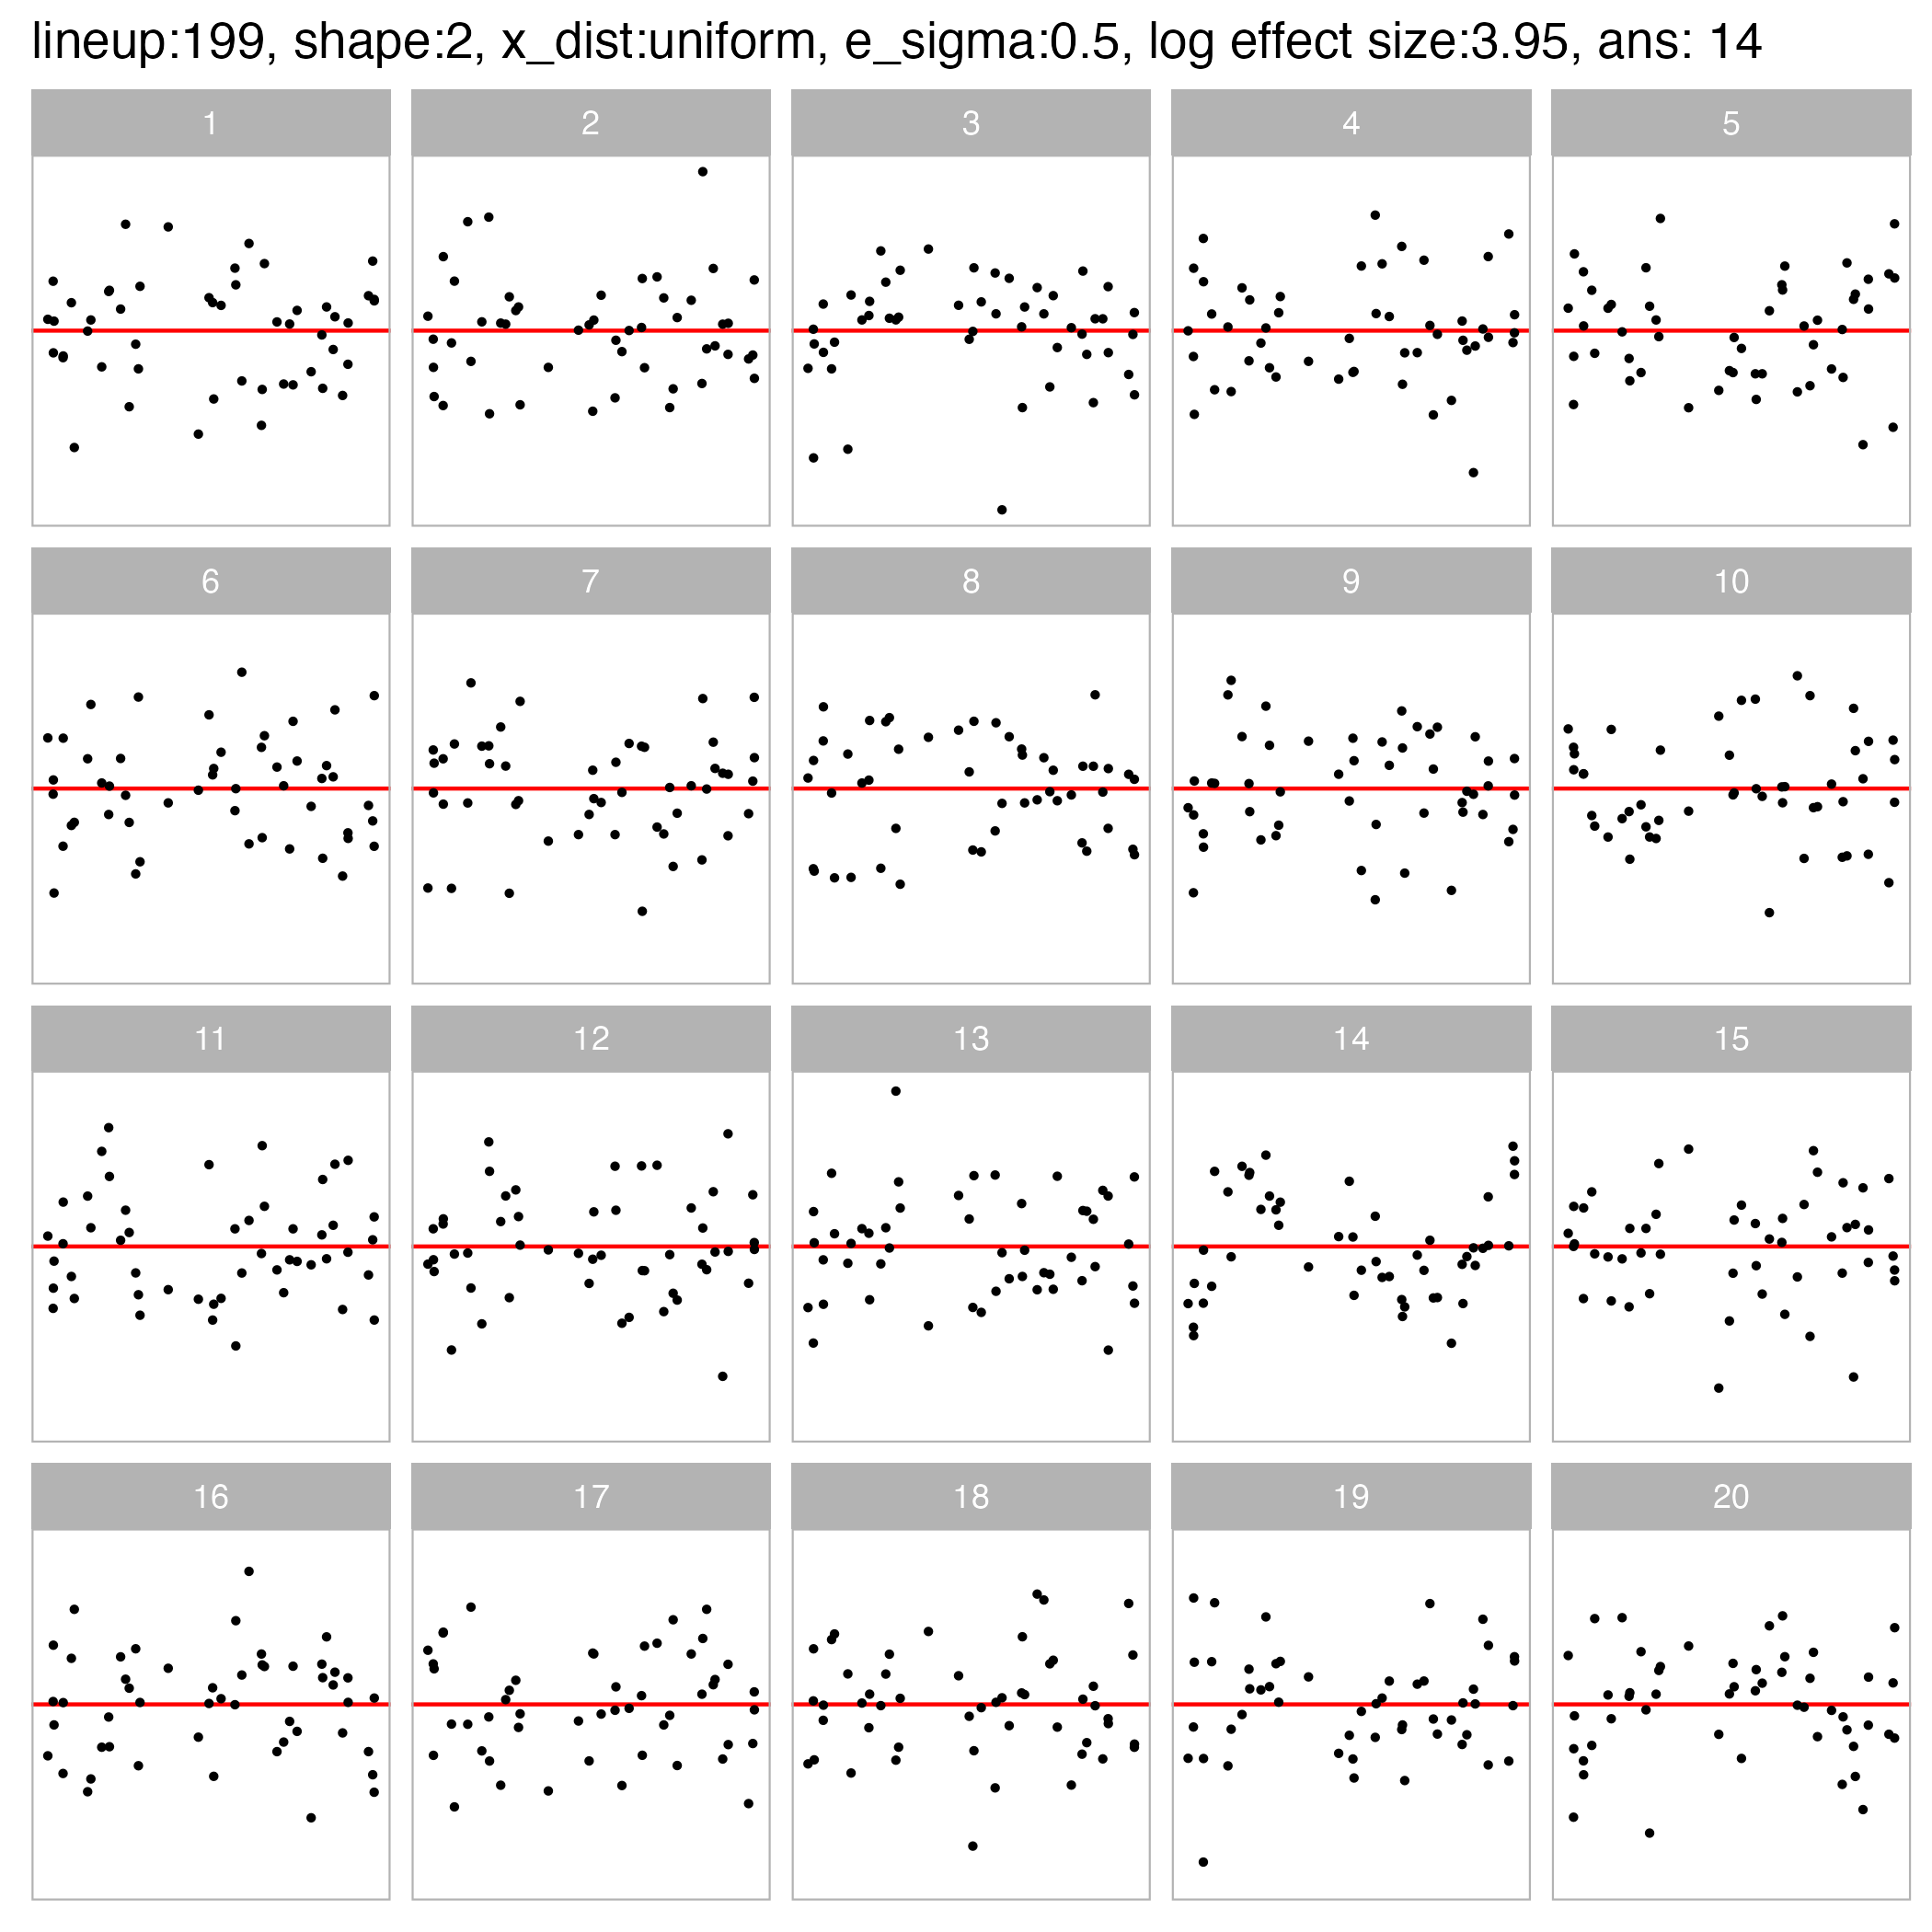 lineup:199, shape:2, x_dist:uniform, e_sigma:0.5, log effect size:3.95, ans: 14
1 2 3 4 5
6 7 8 9 10
11 12 13 14 15
16 17 18 19 20